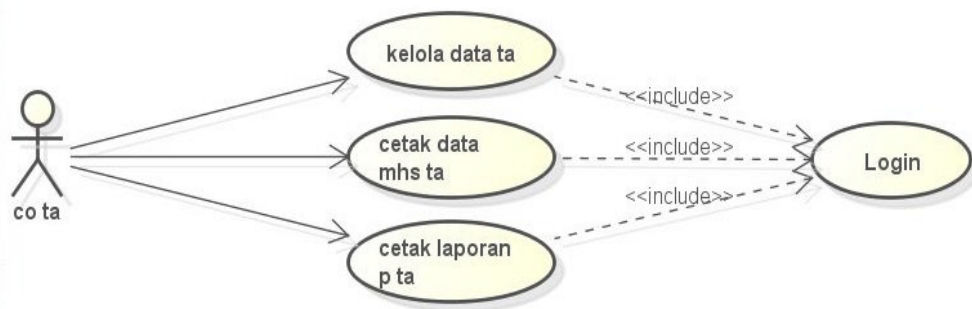 kelola data ta
<<include>>
cetak data
mhs ta
<<include>>
Login
<<include>>
co ta
cetak laporan
p ta